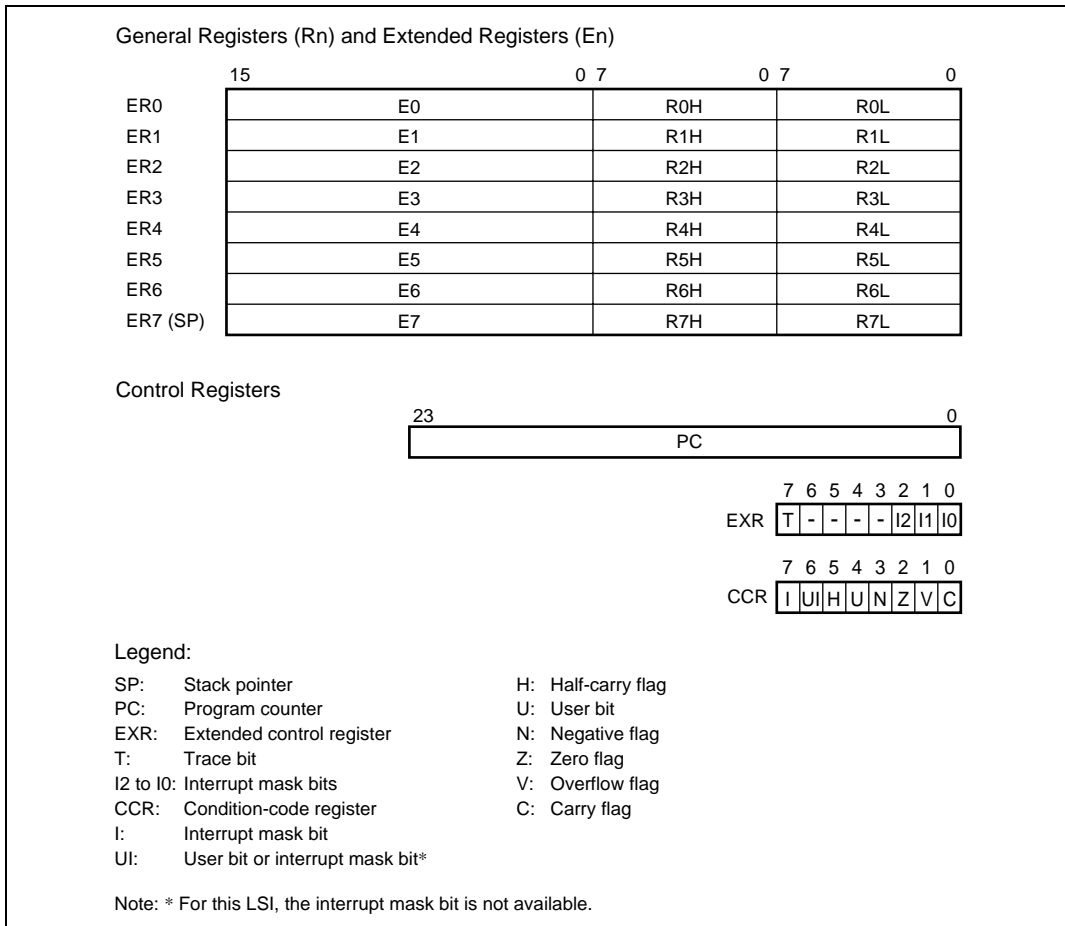 General Registers (Rn) and Extended Registers (En)
15 0 7 0 7 0
ER0 E0 R0H R0L
ER1 E1 R1H R1L
ER2 E2 R2H R2L
ER3 E3 R3H R3L
ER4 E4 R4H R4L
ER5 E5 R5H R5L
ER6 E6 R6H R6L
ER7 (SP) E7 R7H R7L
Control Registers
23 0
PC
7 6 5 4 3 2 1 0
EXR T - - - - I2 I1 I0
7 6 5 4 3 2 1 0
CCR I UI H U N Z V C
Legend:
SP: Stack pointer H: Half-carry flag
PC: Program counter U: User bit
EXR: Extended control register N: Negative flag
T: Trace bit Z: Zero flag
I2 to I0: Interrupt mask bits V: Overflow flag
CCR: Condition-code register C: Carry flag
I: Interrupt mask bit
UI: User bit or interrupt mask bit*
Note: * For this LSI, the interrupt mask bit is not available.